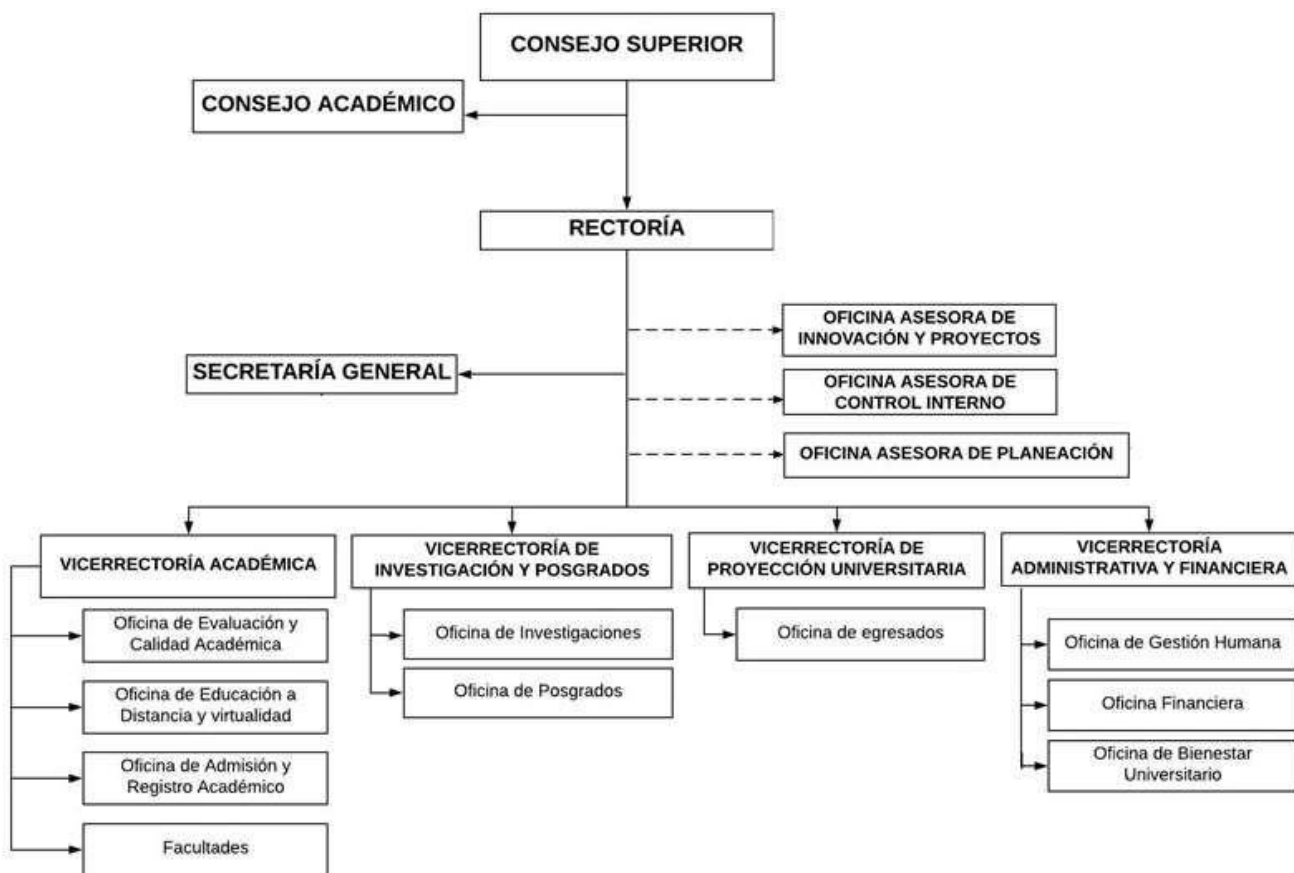 CONSEJO SUPERIOR
CONSEJO ACADÉMICO
RECTORÍA
OFICINA ASESORA DE
INNOVACIÓN Y PROYECTOS
SECRETARÍA GENERAL
OFICINA ASESORA DE
CONTROL INTERNO
OFICINA ASESORA DE PLANEACIÓN
VICERRECTORÍA ACADÉMICA
Oficina de Evaluación y
Calidad Académica
Oficina de Educación a
Distancia y virtualidad
Oficina de Admisión y
Registro Académico
Facultades
VICERRECTORÍA DE
INVESTIGACIÓN Y POSGRADOS
Oficina de Investigaciones
Oficina de Posgrados
VICERRECTORÍA DE
PROYECCIÓN UNIVERSITARIA
Oficina de egresados
VICERRECTORÍA
ADMINISTRATIVA Y FINANCIERA
Oficina de Gestión Humana
Oficina Financiera
Oficina de Bienestar
Universitario